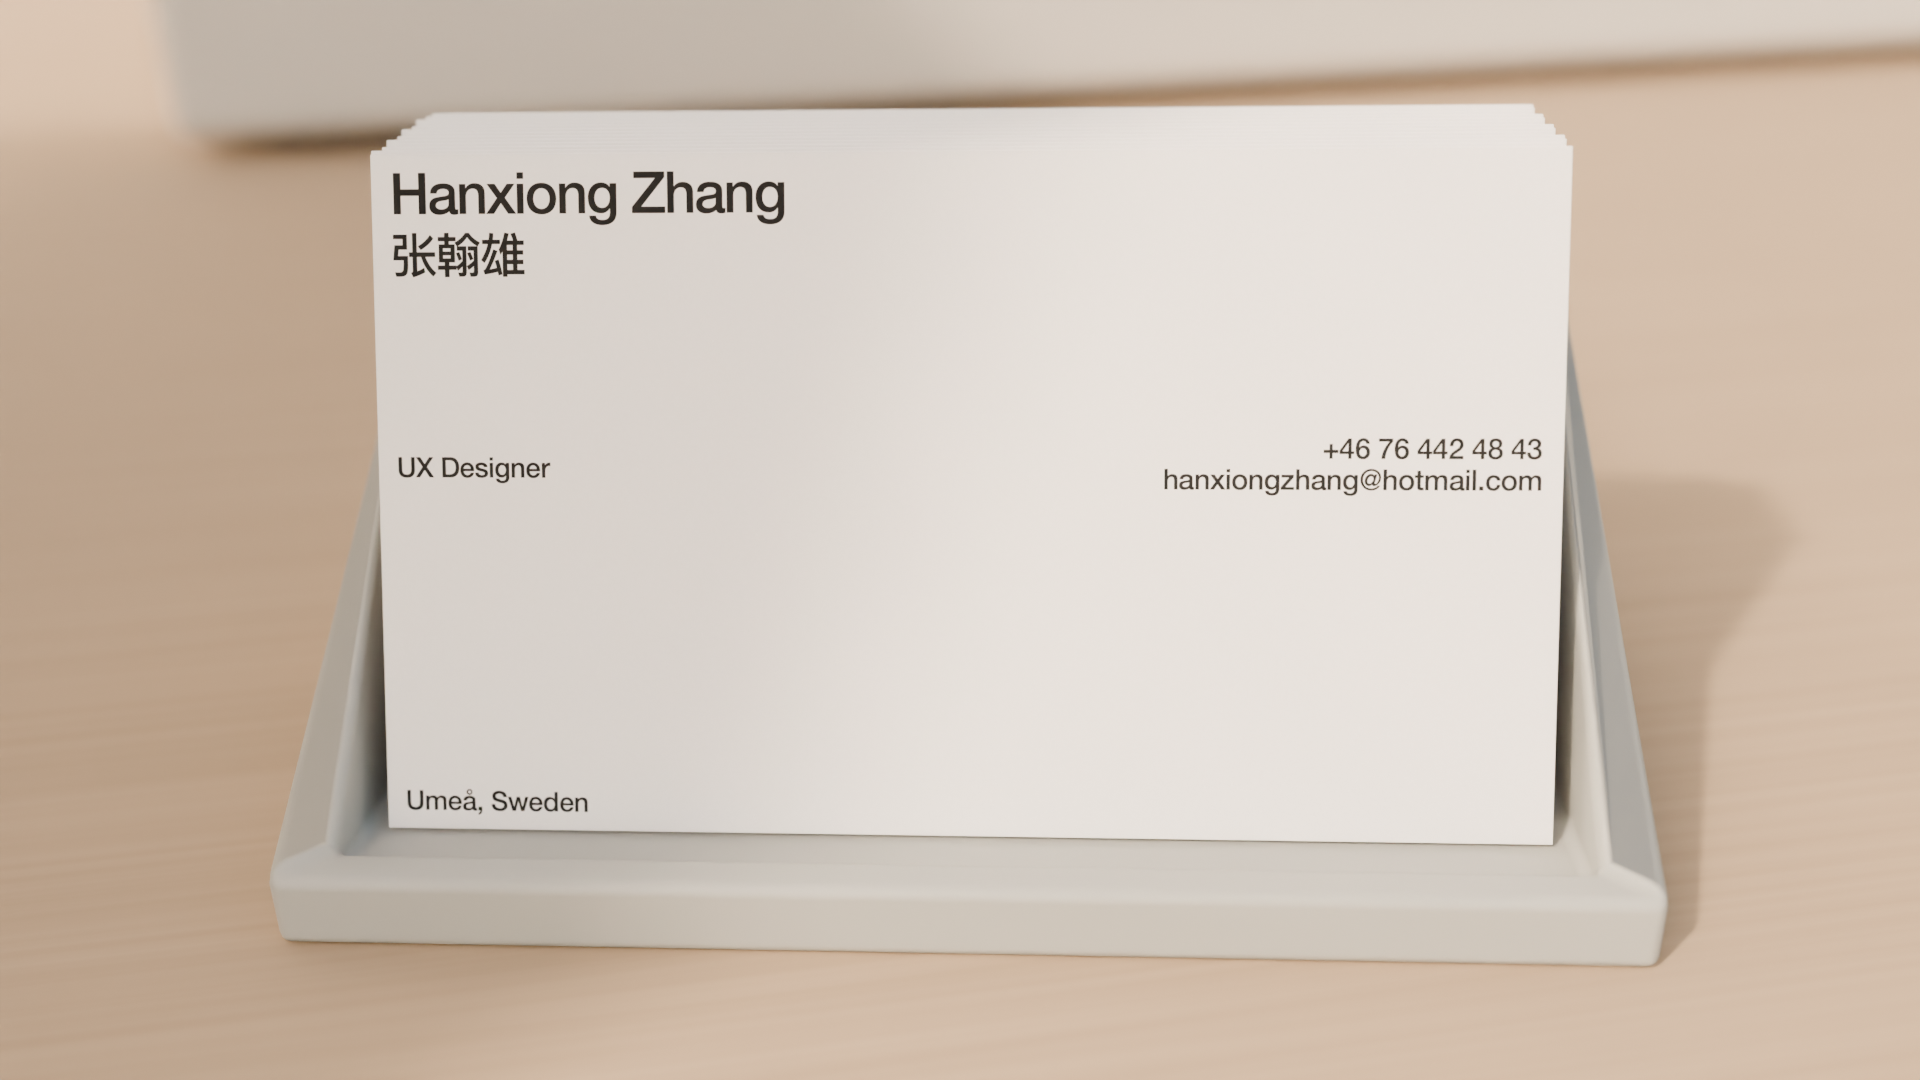 Hanxiong Zhang
张翰雄
UX Designer
+46 76 442 48 43
hanxiongzhang@hotmail.com
Umeå, Sweden